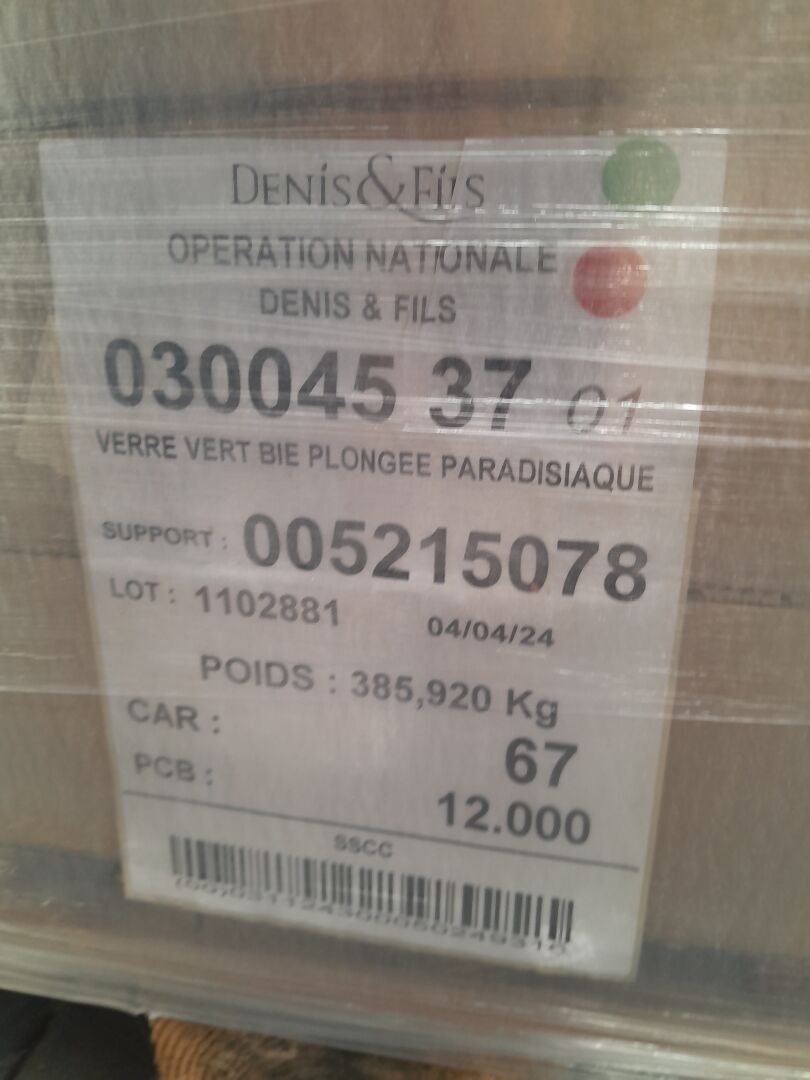 DENIS & FILS
OPERATION NATIONALE
DENIS & FILS
030045 37 01
VERRE VERT BIE PLONGEE PARADISIAQUE
SUPPORT : 005215078
LOT : 1102881 04/04/24
POIDS : 385,920 Kg
CAR : 67
PCB : 12.000
SSCC